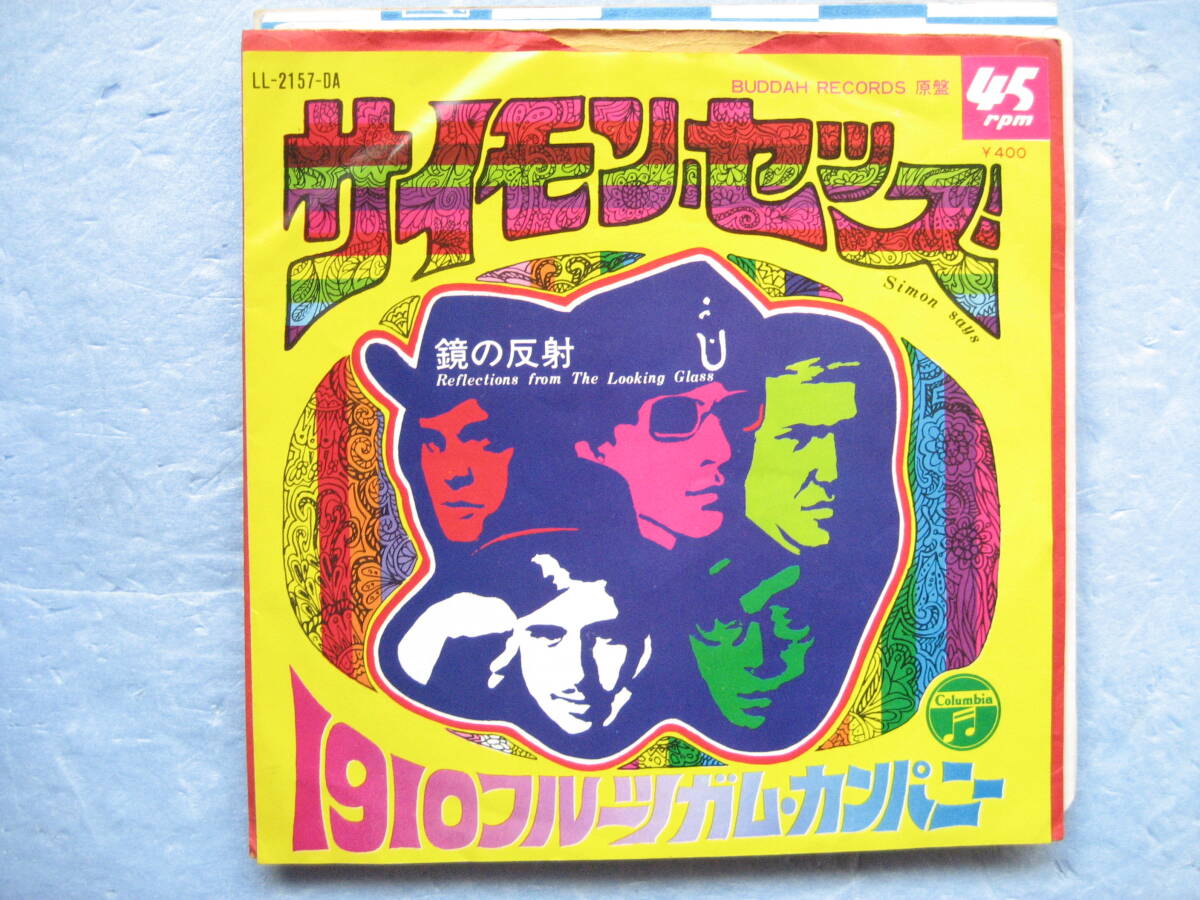 LL-2157-DA
BUDDAH RECORDS 原盤
45
rpm
￥400
サイモン・セッズ
Simon says
鏡の反射
Reflections from The Looking Glass
Columbia
1910フルーツガム・カンパニー